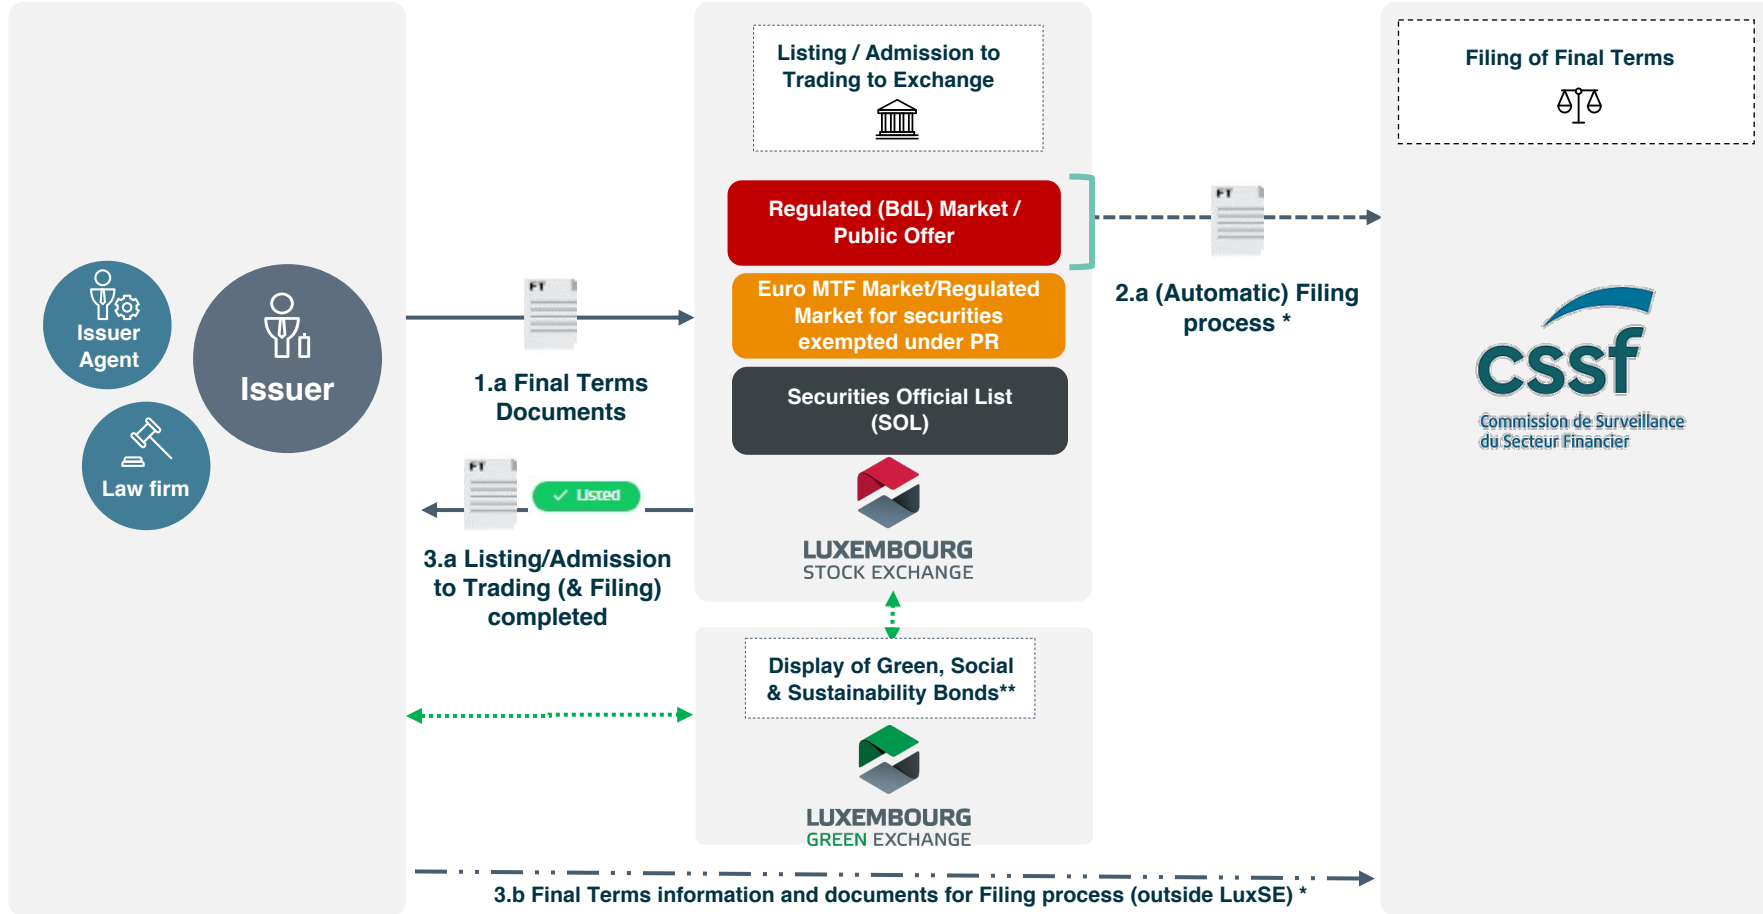 Listing / Admission to
Trading to Exchange
Filing of Final Terms
Regulated (BdL) Market /
Public Offer
FT
FT
Euro MTF Market/Regulated
Market for securities
exempted under PR
2.a (Automatic) Filing
process *
Issuer
Agent
Issuer
1.a Final Terms
Documents
Securities Official List
(SOL)
cssf
Commission de Surveillance
du Secteur Financier
Law firm
FT
Listed
3.a Listing/Admission
to Trading (& Filing)
completed
LUXEMBOURG
STOCK EXCHANGE
Display of Green, Social
& Sustainability Bonds**
LUXEMBOURG
GREEN EXCHANGE
3.b Final Terms information and documents for Filing process (outside LuxSE) *